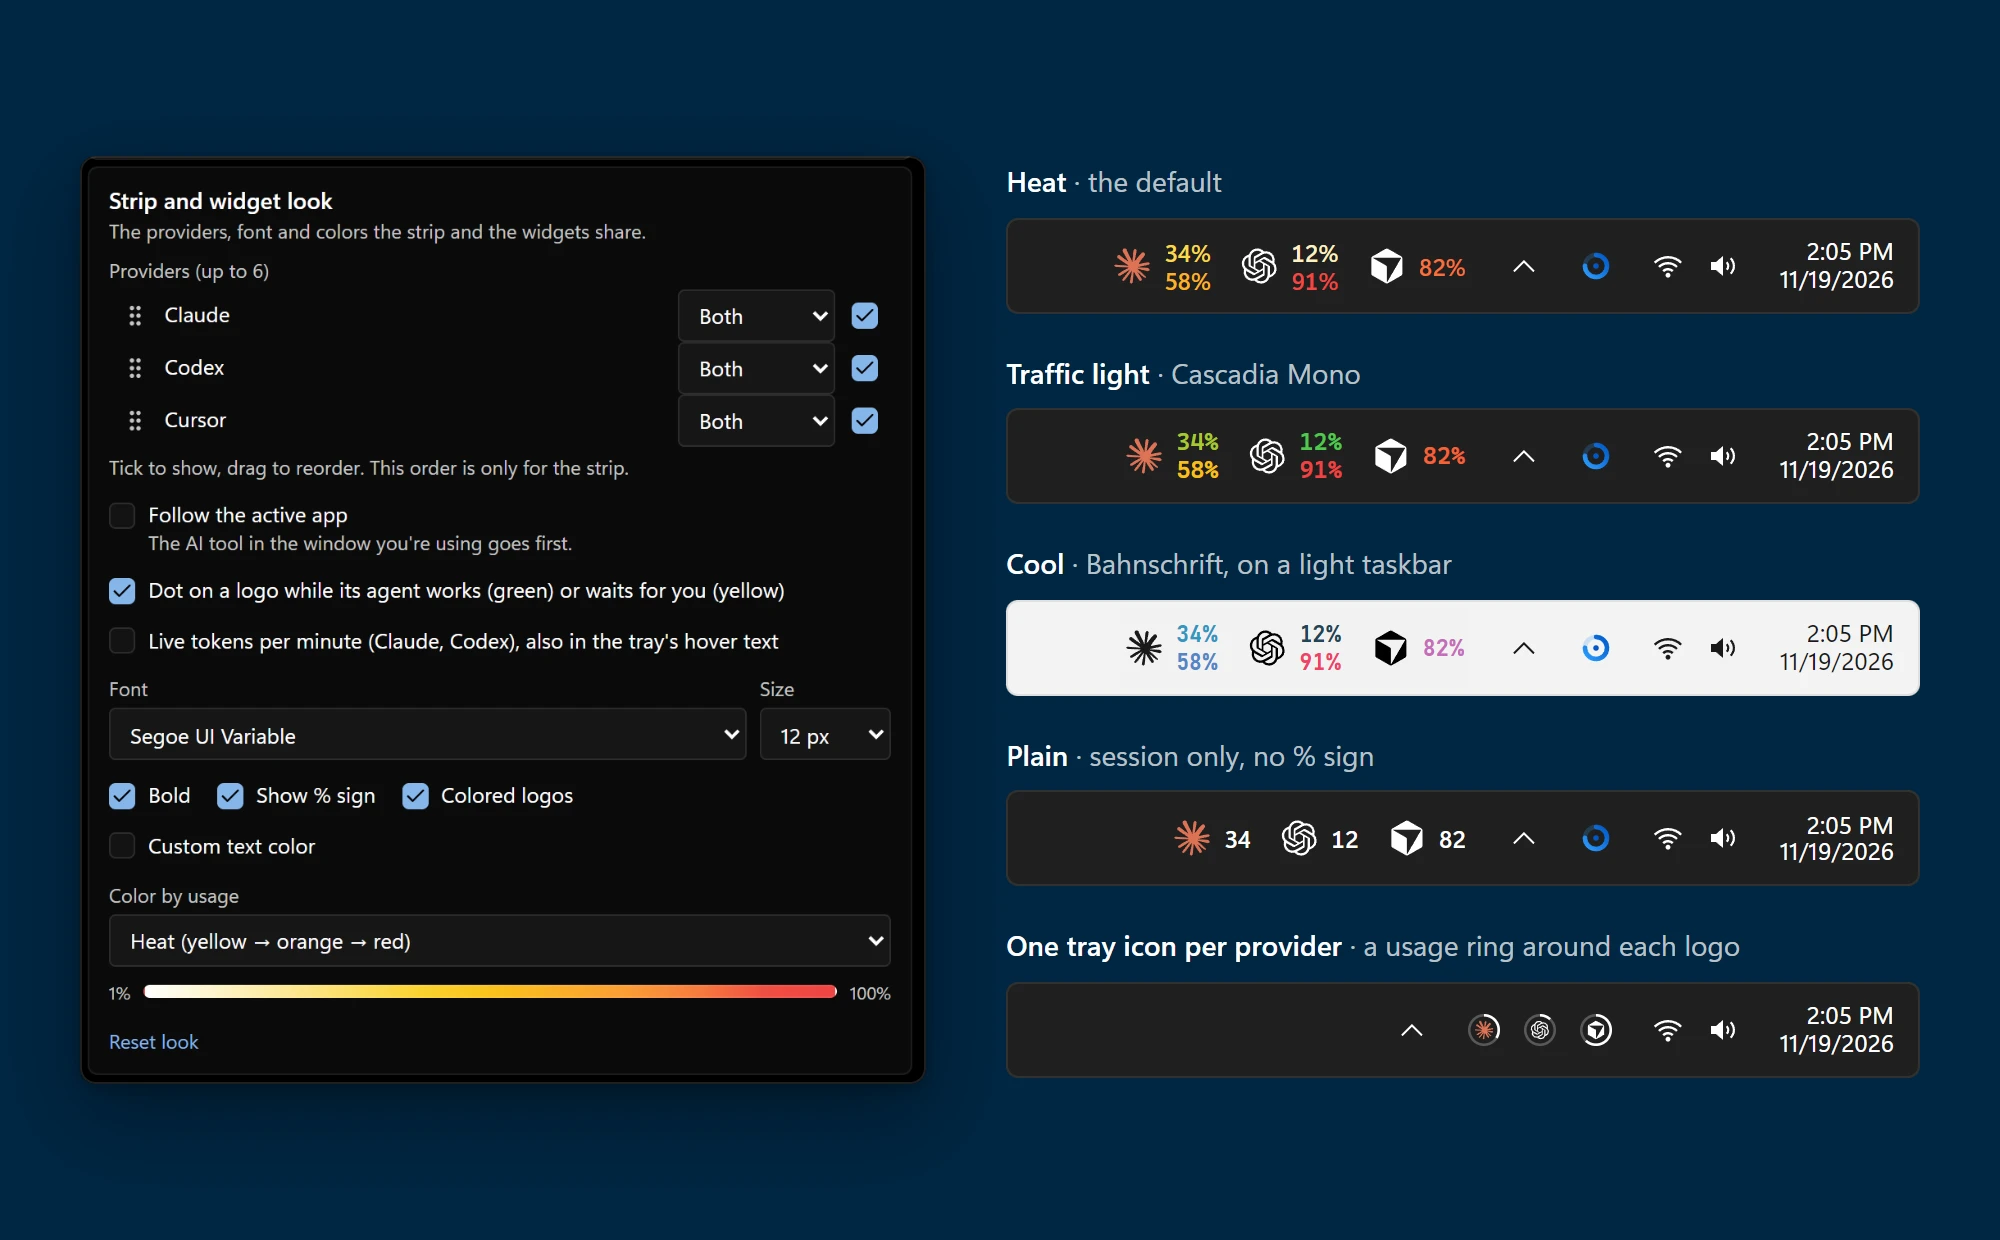 Strip and widget look
The providers, font and colors the strip and the widgets share.
Providers (up to 6)
Claude
Both
Codex
Both
Cursor
Both
Tick to show, drag to reorder. This order is only for the strip.
Follow the active app
The AI tool in the window you're using goes first.
Dot on a logo while its agent works (green) or waits for you (yellow)
Live tokens per minute (Claude, Codex), also in the tray's hover text
Font
Size
Segoe UI Variable
12 px
Bold
Show % sign
Colored logos
Custom text color
Color by usage
Heat (yellow → orange → red)
1%
100%
Reset look
Heat · the default
34%
58%
12%
91%
82%
2:05 PM
11/19/2026
Traffic light · Cascadia Mono
34%
58%
12%
91%
82%
2:05 PM
11/19/2026
Cool · Bahnschrift, on a light taskbar
34%
58%
12%
91%
82%
2:05 PM
11/19/2026
Plain · session only, no % sign
34
12
82
2:05 PM
11/19/2026
One tray icon per provider · a usage ring around each logo
2:05 PM
11/19/2026